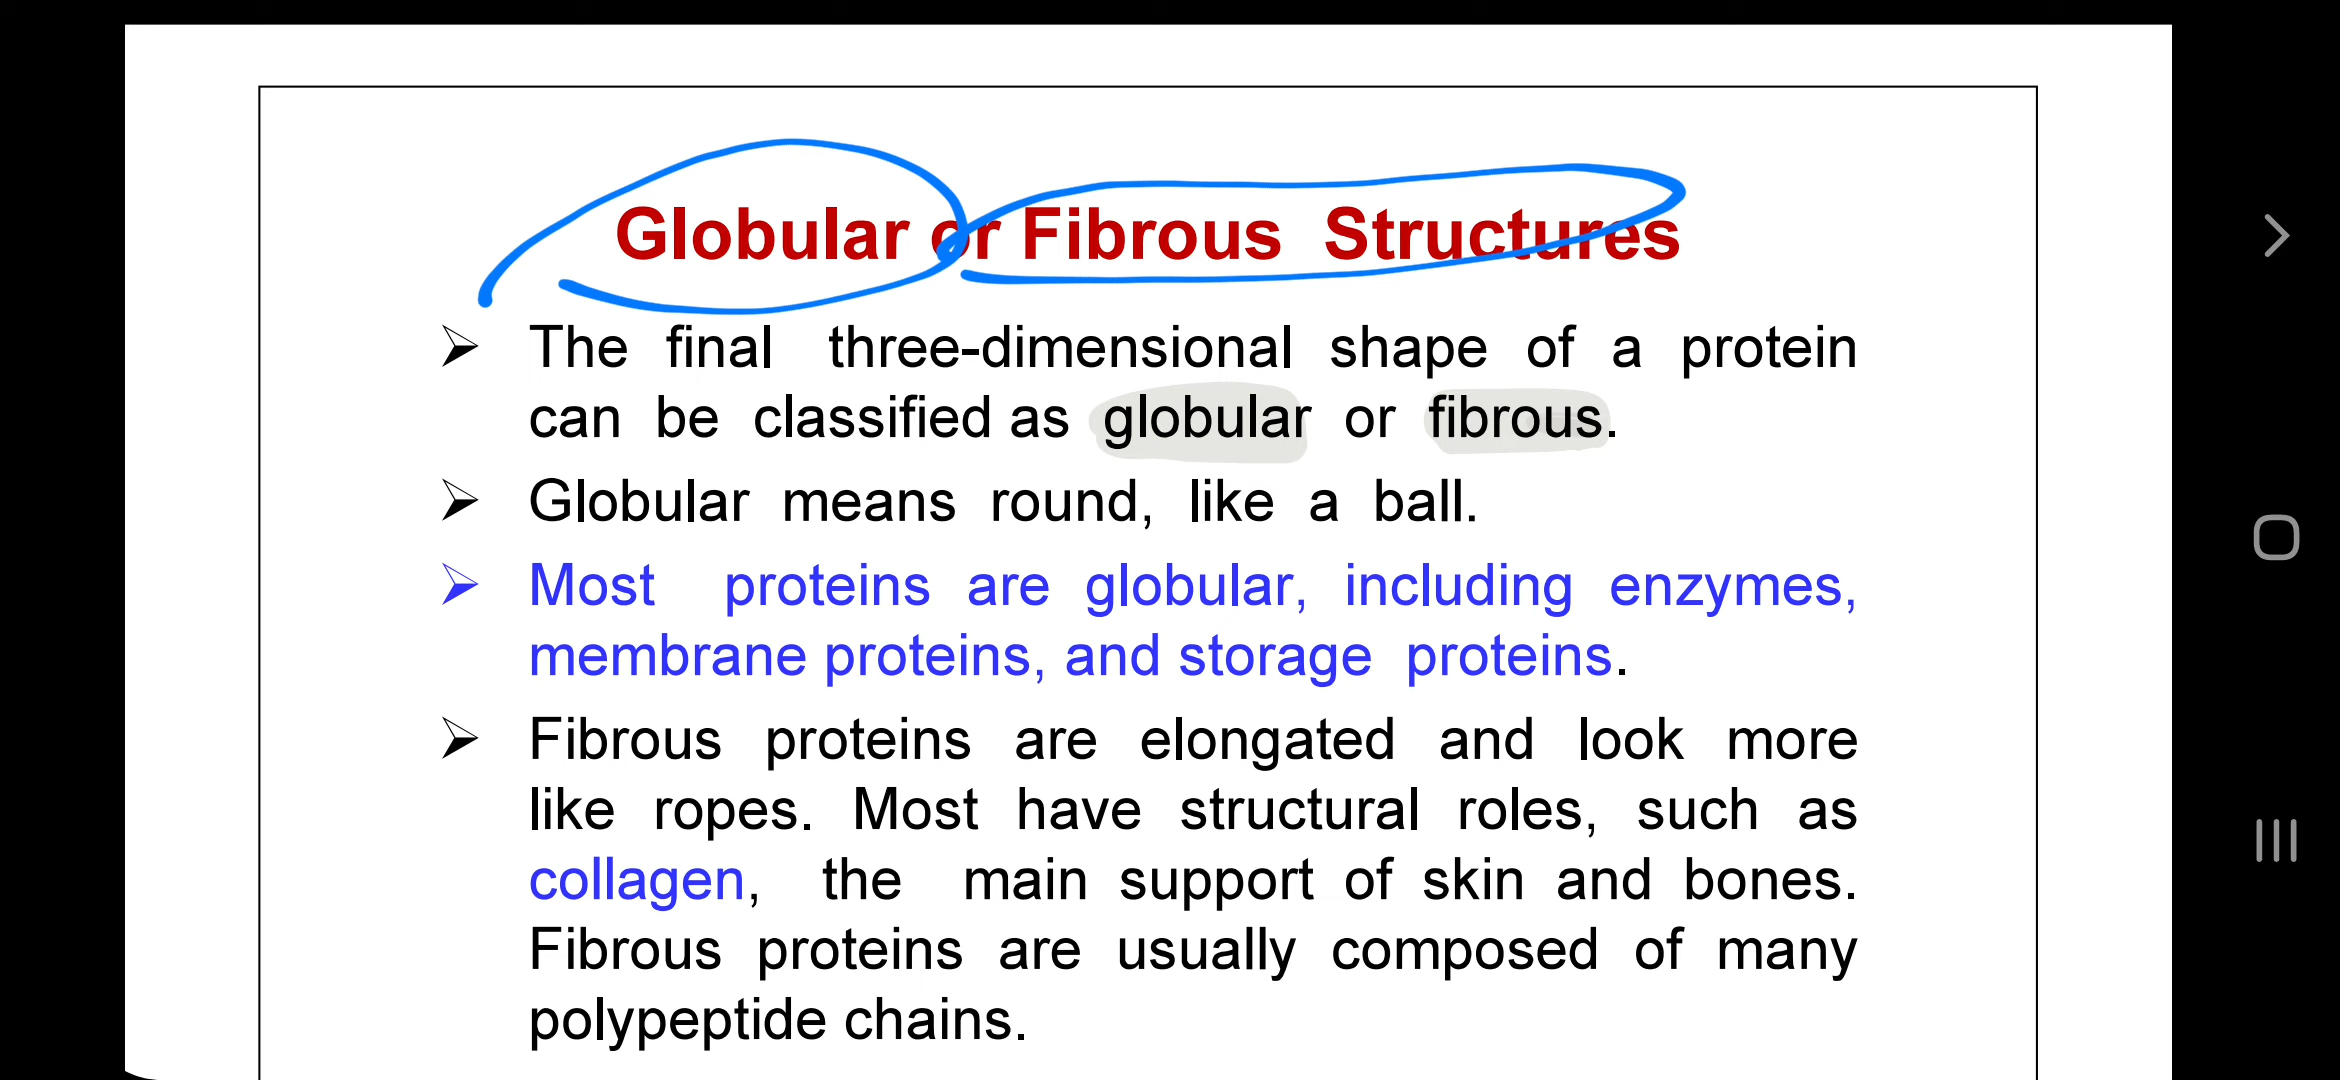 Globular or Fibrous Structures
➢ The final three-dimensional shape of a protein
can be classified as globular or fibrous.
➢ Globular means round, like a ball.
➢ Most proteins are globular, including enzymes,
membrane proteins, and storage proteins.
➢ Fibrous proteins are elongated and look more
like ropes. Most have structural roles, such as
collagen, the main support of skin and bones.
Fibrous proteins are usually composed of many
polypeptide chains.